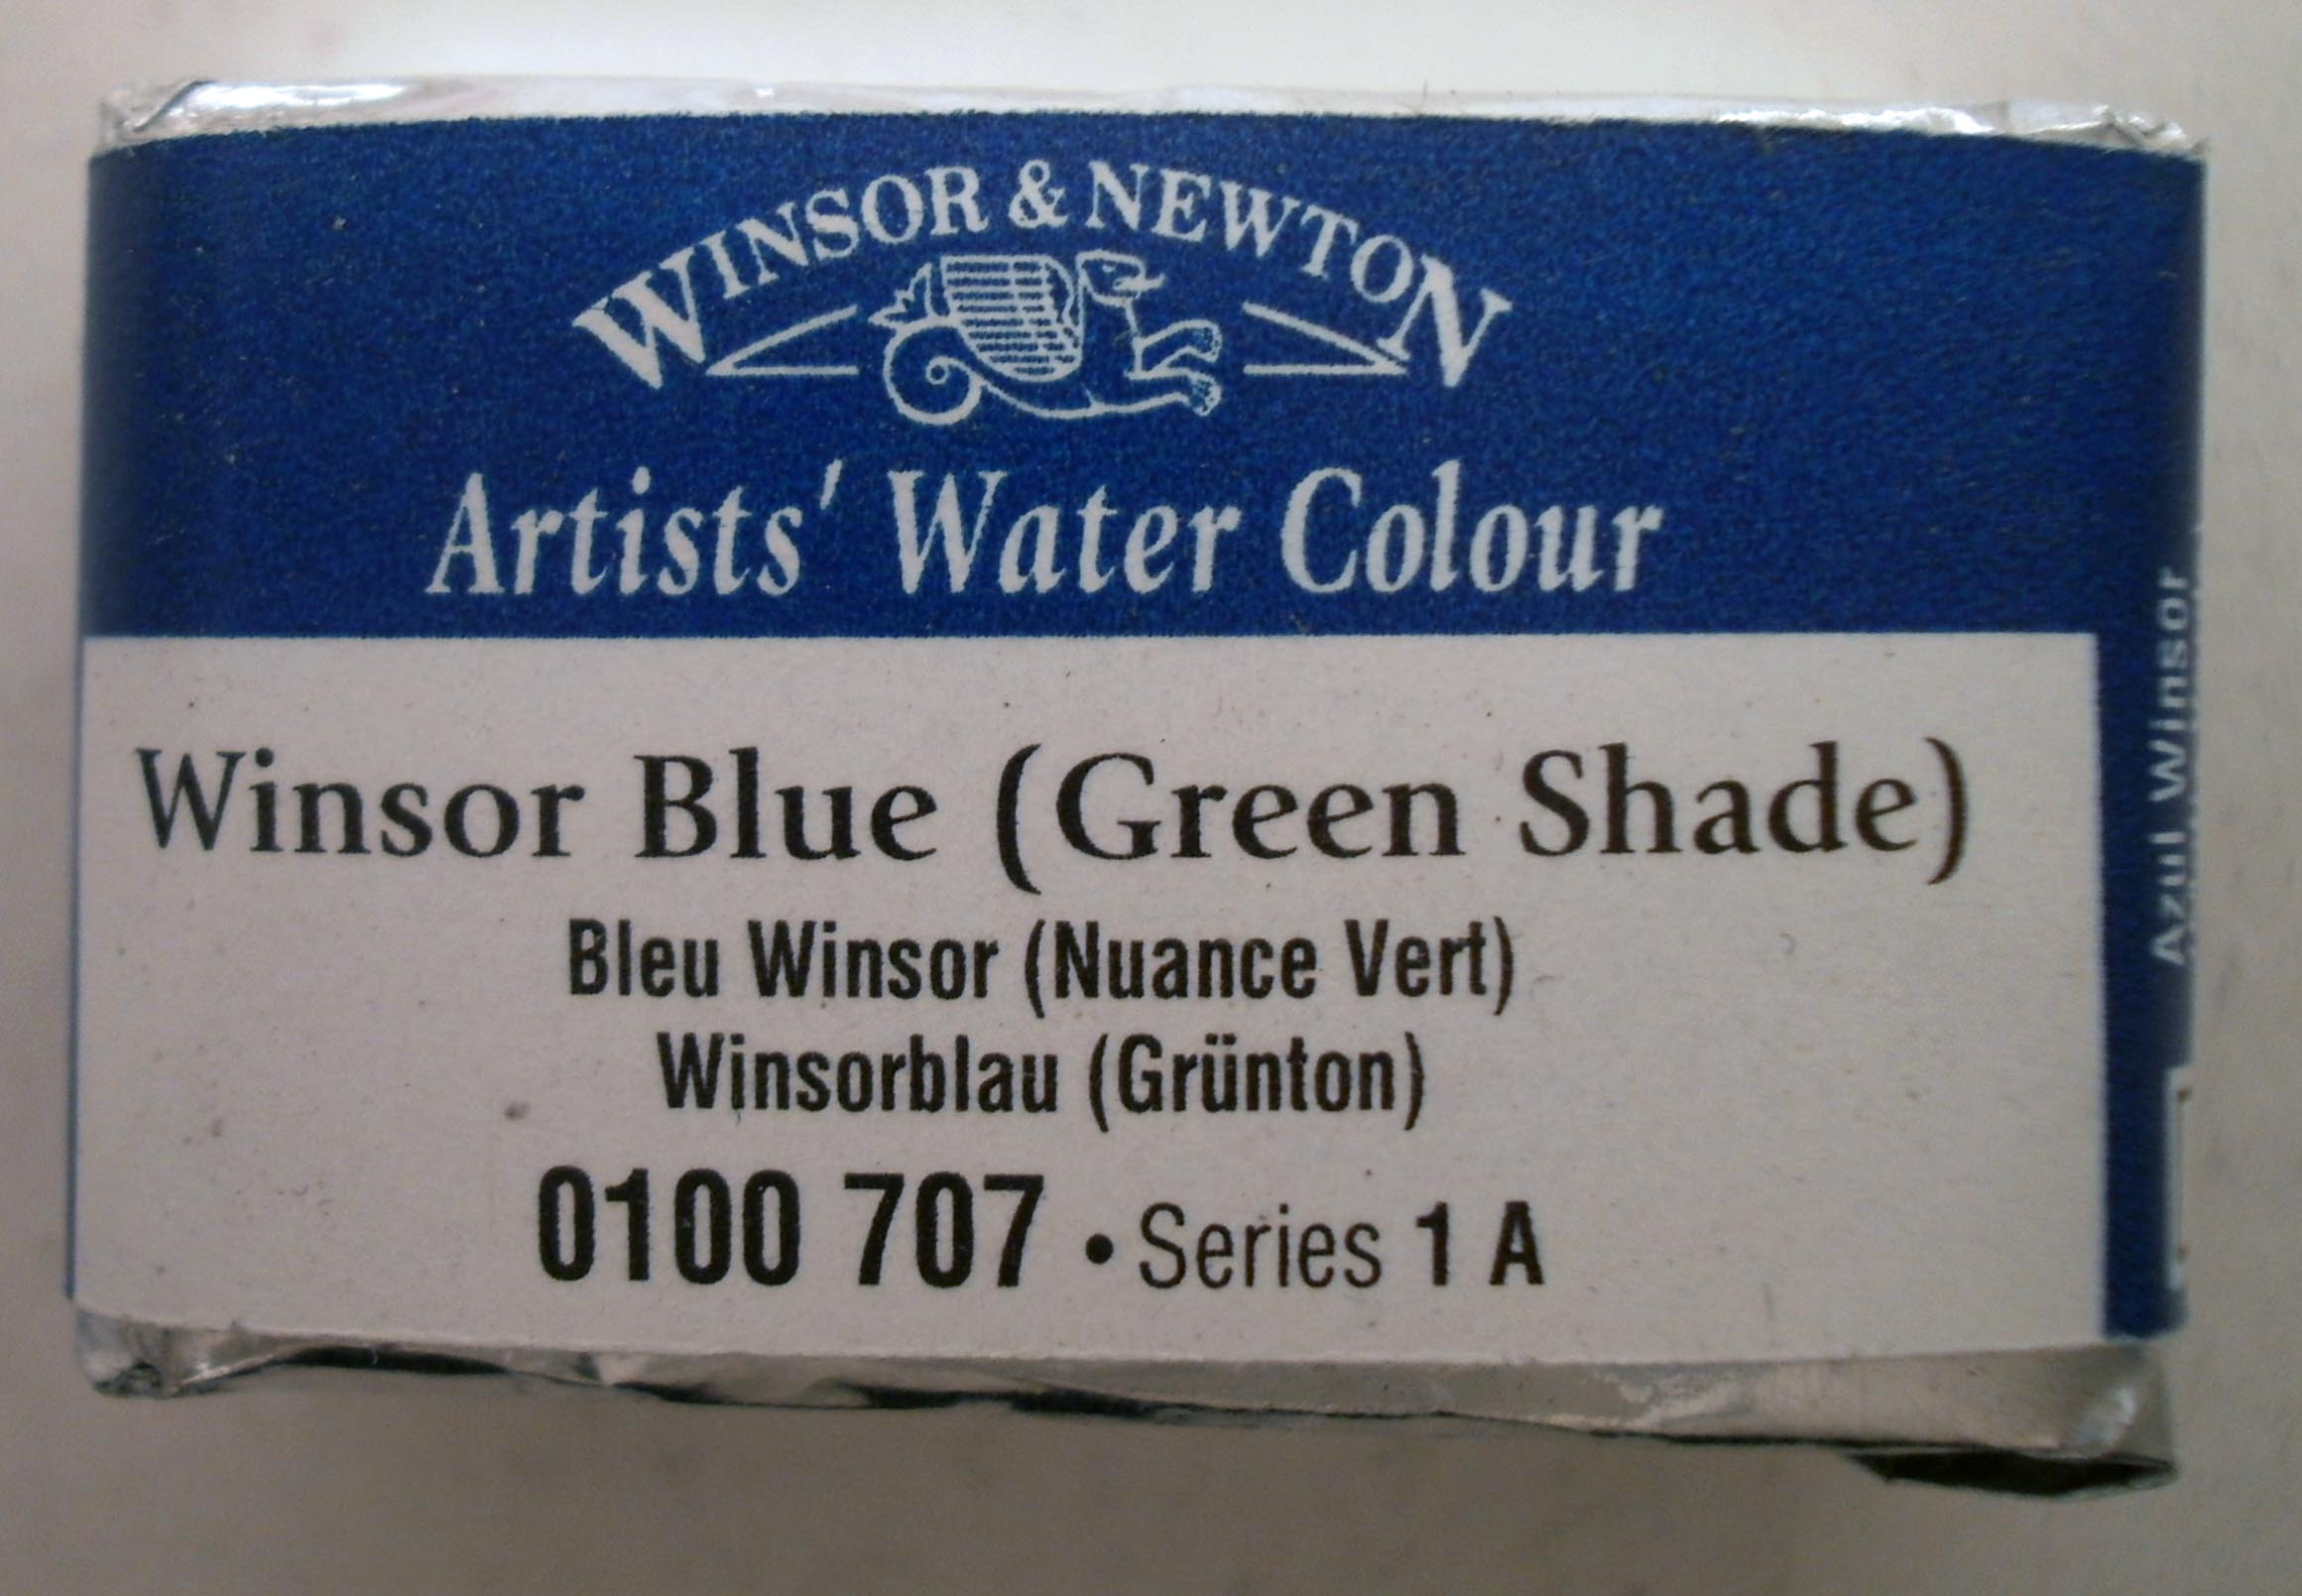 WINSOR & NEWTON
Artists' Water Colour
Winsor Blue (Green Shade)
Bleu Winsor (Nuance Vert)
Winsorblau (Grünton)
0100 707 • Series 1 A
Azul Winsor